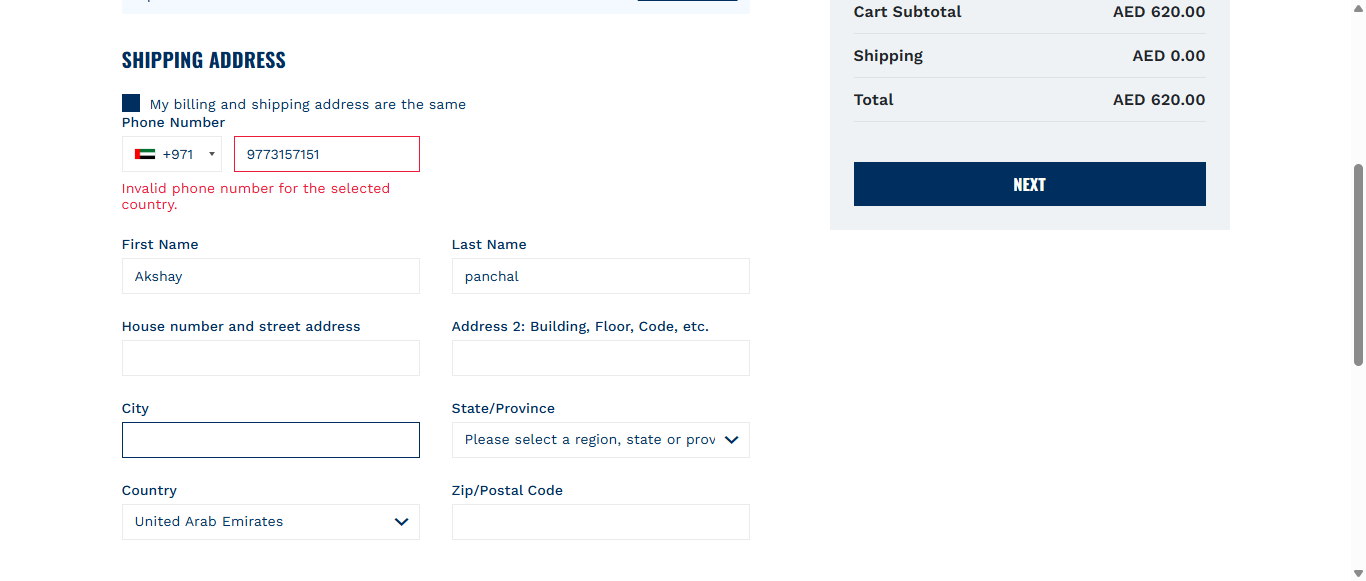 SHIPPING ADDRESS
My billing and shipping address are the same
Phone Number
+971
9773157151
Invalid phone number for the selected
country.
First Name
Last Name
Akshay
panchal
House number and street address
Address 2: Building, Floor, Code, etc.
City
State/Province
Please select a region, state or prov
Country
Zip/Postal Code
United Arab Emirates
Cart Subtotal AED 620.00
Shipping AED 0.00
Total AED 620.00
NEXT